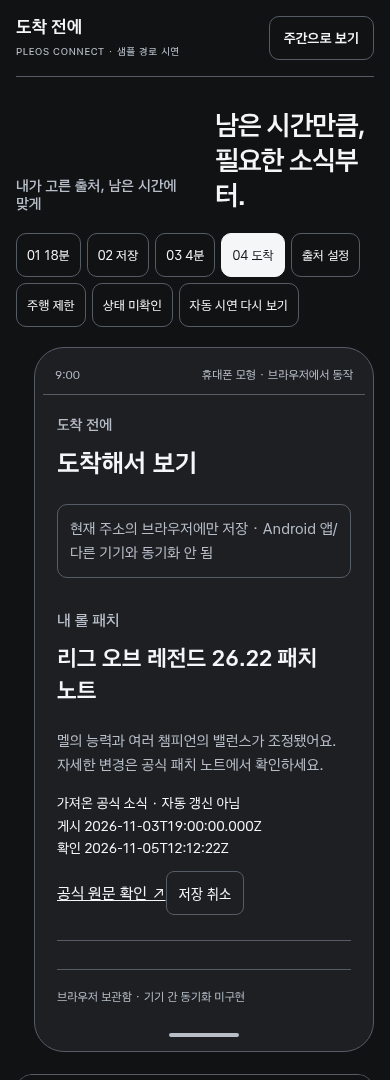 도착 전에
PLEOS CONNECT · 샘플 경로 시연
주간으로 보기
남은 시간만큼,
필요한 소식부
터.
내가 고른 출처, 남은 시간에
맞게
01 18분
02 저장
03 4분
04 도착
출처 설정
주행 제한
상태 미확인
자동 시연 다시 보기
9:00
휴대폰 모형 · 브라우저에서 동작
도착 전에
도착해서 보기
현재 주소의 브라우저에만 저장 · Android 앱/
다른 기기와 동기화 안 됨
내 롤 패치
리그 오브 레전드 26.22 패치
노트
멜의 능력과 여러 챔피언의 밸런스가 조정됐어요.
자세한 변경은 공식 패치 노트에서 확인하세요.
가져온 공식 소식 · 자동 갱신 아님
게시 2026-11-03T19:00:00.000Z
확인 2026-11-05T12:12:22Z
공식 원문 확인 ↗
저장 취소
브라우저 보관함 · 기기 간 동기화 미구현